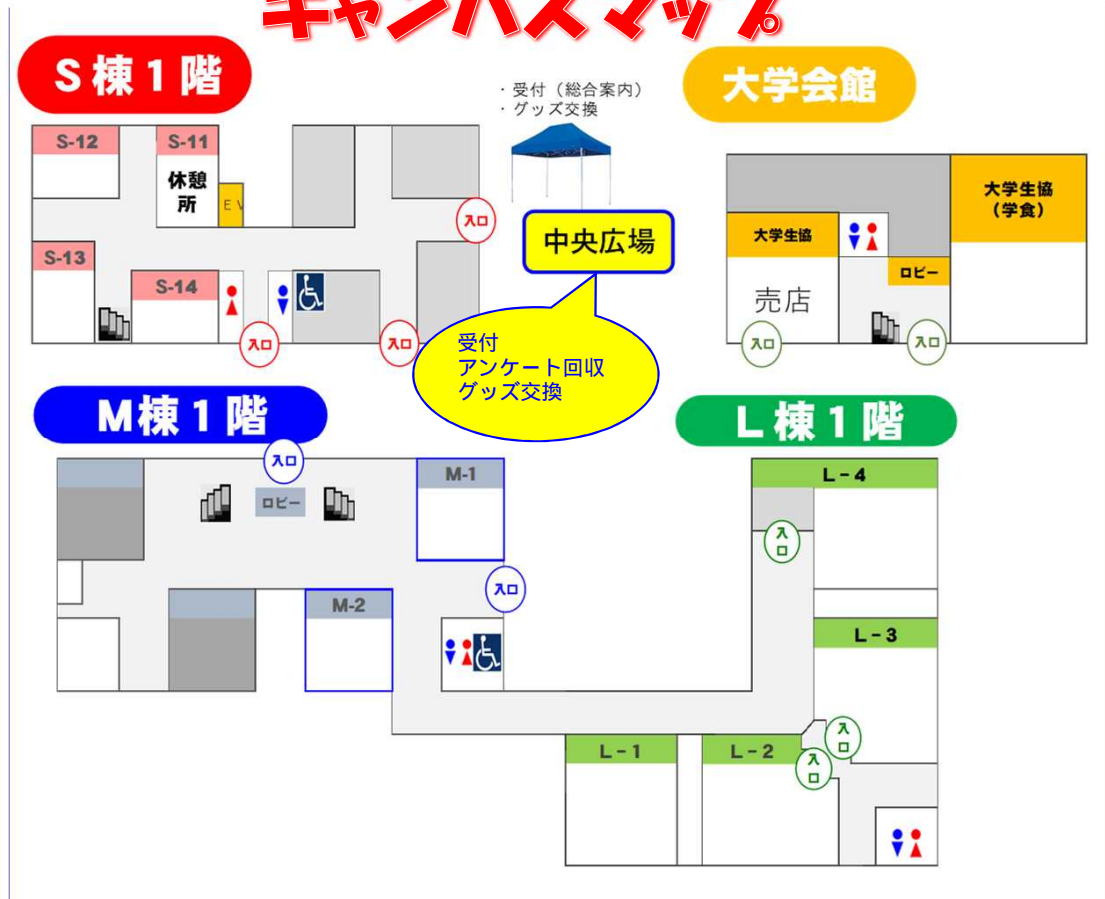 キャンパスマップ
S棟1階
・受付（総合案内）
・グッズ交換
大学会館
S-12
S-11
休憩
所
EV
入口
S-13
S-14
入口
入口
中央広場
受付
アンケート回収
グッズ交換
大学生協
（学食）
大学生協
ロビー
売店
入口
入口
M棟1階
入口
ロビー
M-1
入口
M-2
L棟1階
L-4
入
口
L-3
入
口
L-1
L-2
入
口